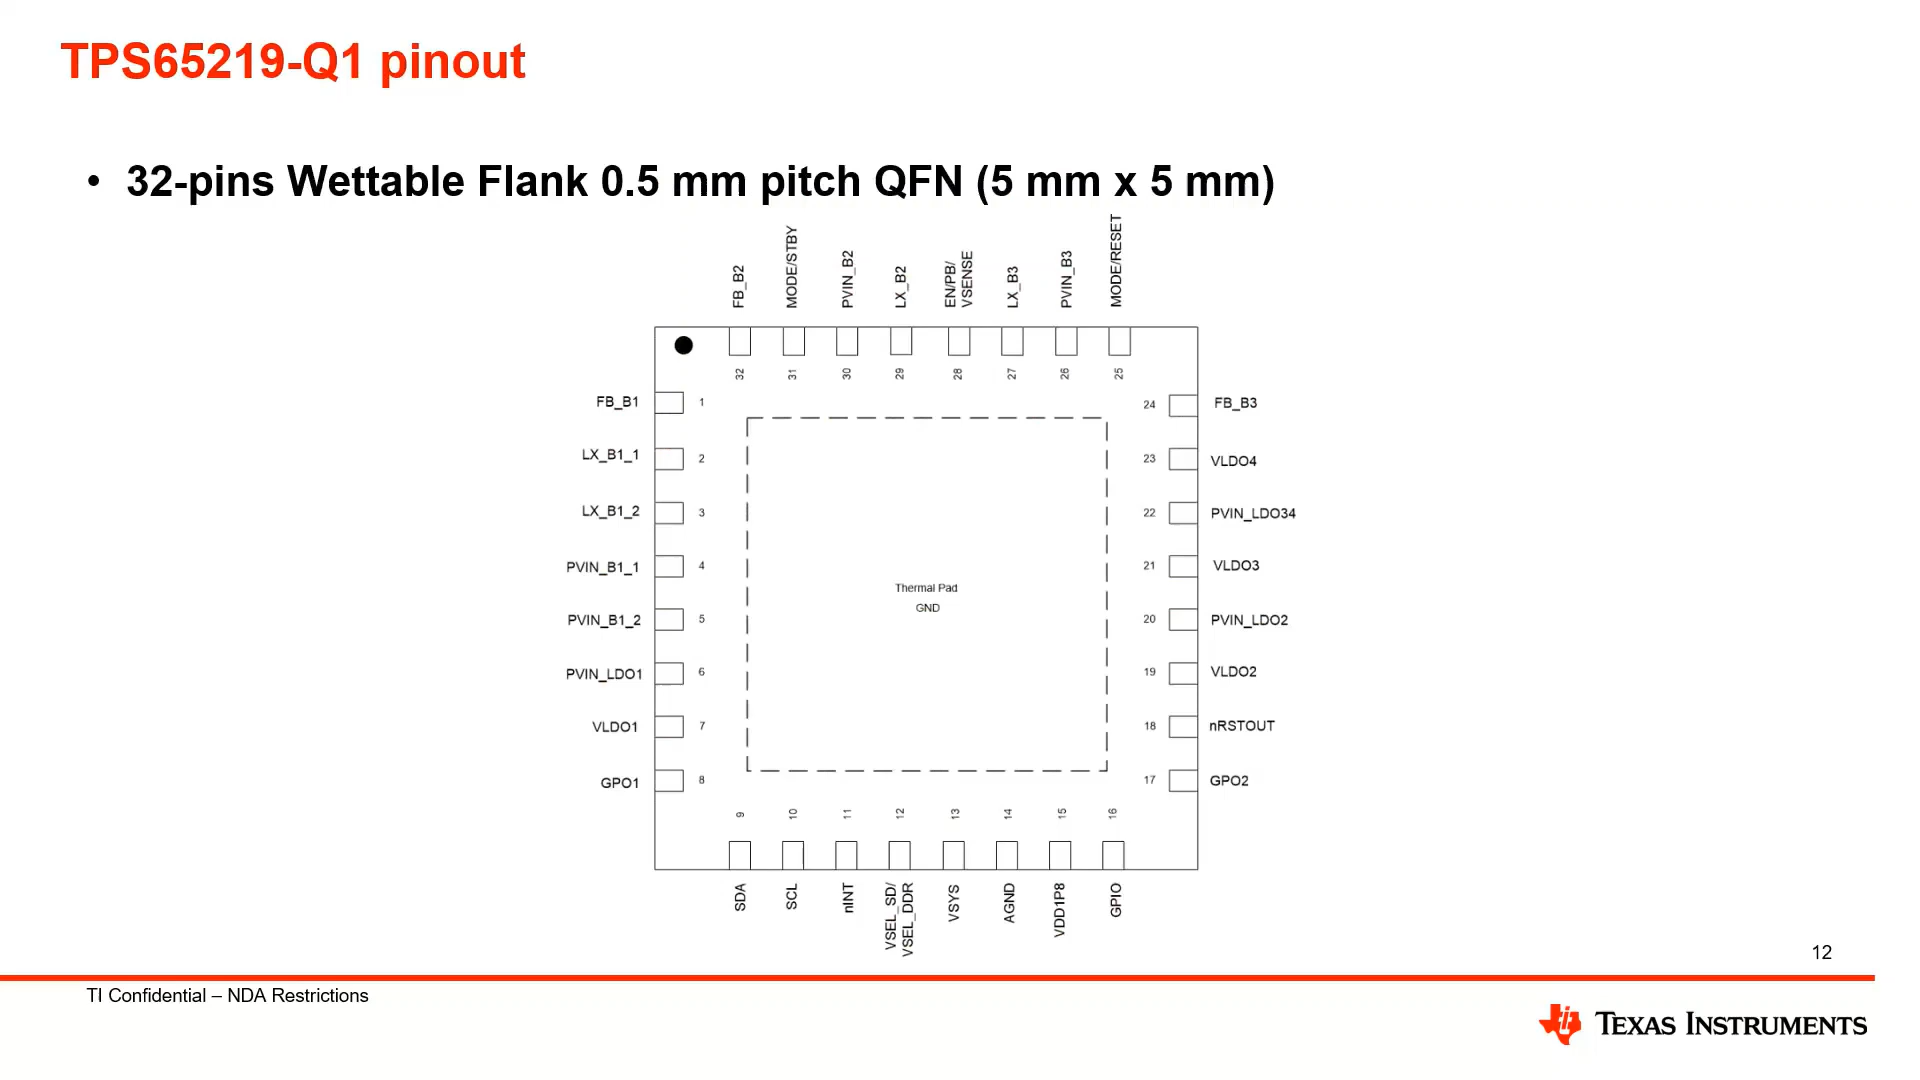 TPS65219-Q1 pinout
• 32-pins Wettable Flank 0.5 mm pitch QFN (5 mm x 5 mm)
FB_B2
MODE/STBY
PVIN_B2
LX_B2
EN/PB/
VSENSE
LX_B3
PVIN_B3
MODE/RESET
32
31
30
29
28
27
26
25
FB_B1
1
LX_B1_1
2
LX_B1_2
3
PVIN_B1_1
4
PVIN_B1_2
5
PVIN_LDO1
6
VLDO1
7
GPO1
8
Thermal Pad
GND
24
FB_B3
23
VLDO4
22
PVIN_LDO34
21
VLDO3
20
PVIN_LDO2
19
VLDO2
18
nRSTOUT
17
GPO2
9
10
11
12
13
14
15
16
SDA
SCL
nINT
VSEL_SD/
VSEL_DDR
VSYS
AGND
VDD1P8
GPIO
12
TI Confidential – NDA Restrictions
TEXAS INSTRUMENTS